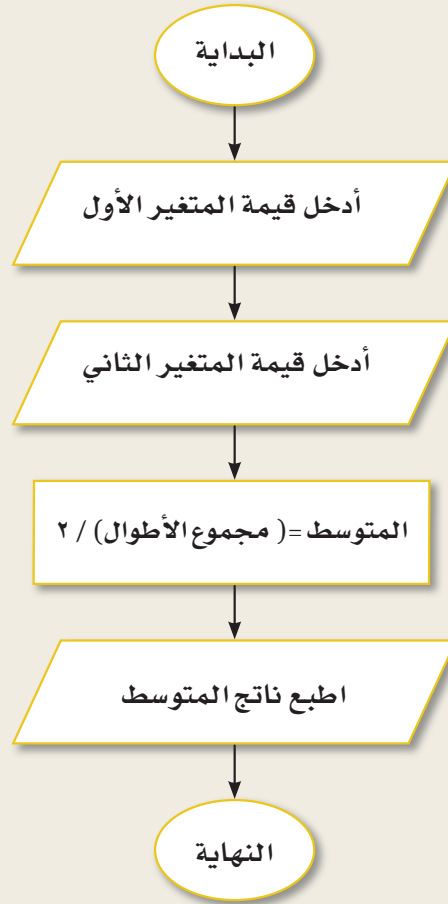 البداية
أدخل قيمة المتغير الأول
أدخل قيمة المتغير الثاني
المتوسط = ( مجموع الأطوال) / ٢
اطبع ناتج المتوسط
النهاية